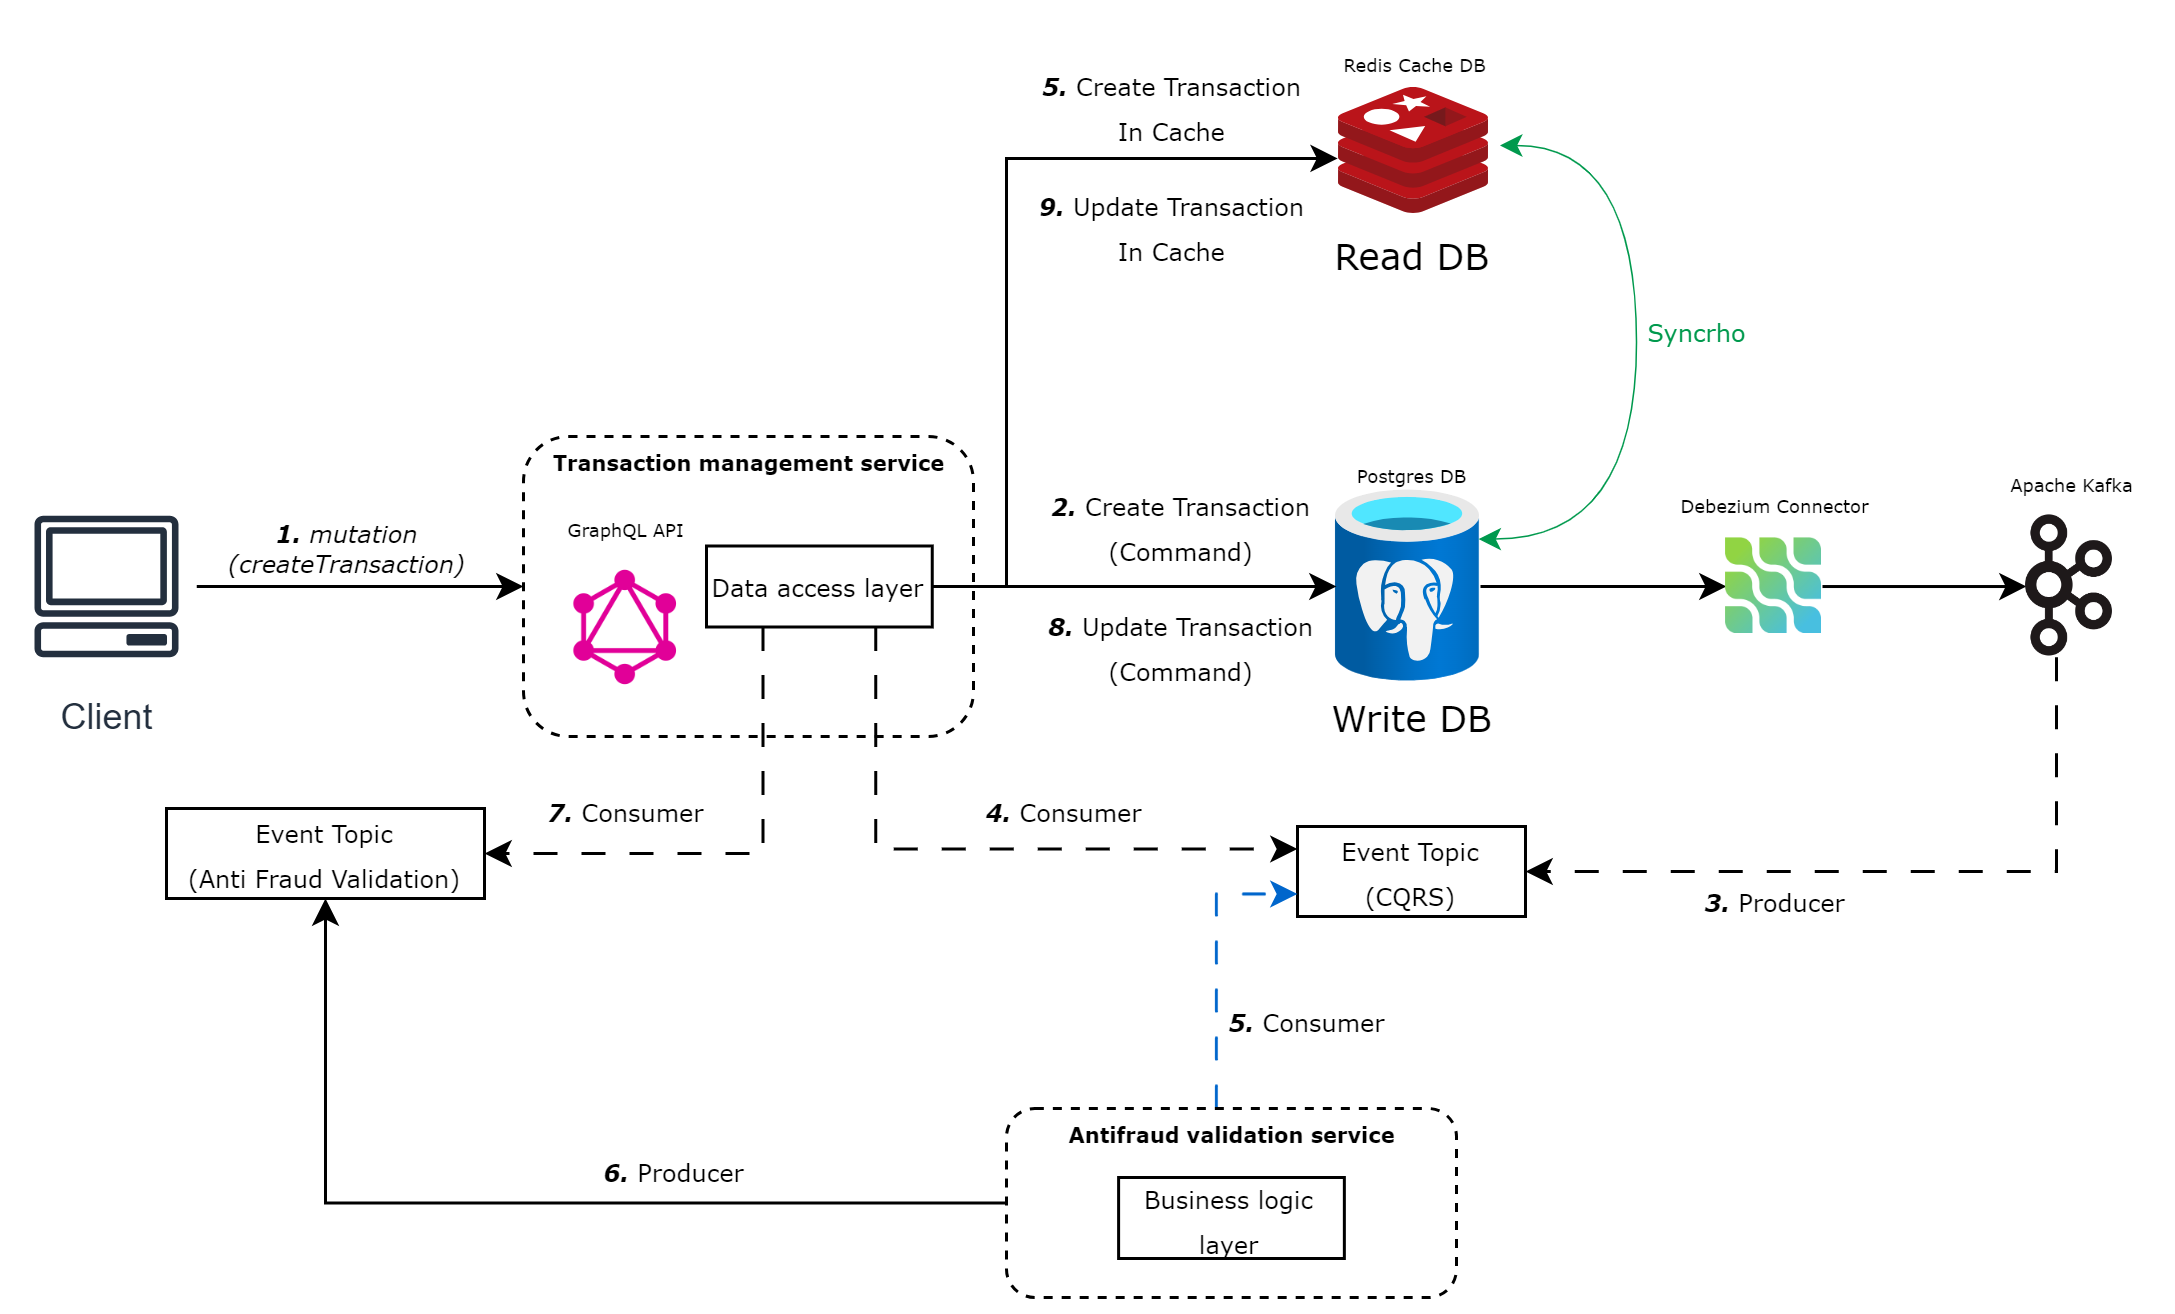 Redis Cache DB
5. Create Transaction
In Cache
9. Update Transaction
In Cache
Read DB
Syncrho
Transaction management service
GraphQL API
Data access layer
1. mutation
(createTransaction)
Client
2. Create Transaction
(Command)
8. Update Transaction
(Command)
Postgres DB
Write DB
Debezium Connector
Apache Kafka
7. Consumer
4. Consumer
Event Topic
(Anti Fraud Validation)
Event Topic
(CQRS)
3. Producer
5. Consumer
6. Producer
Antifraud validation service
Business logic
layer